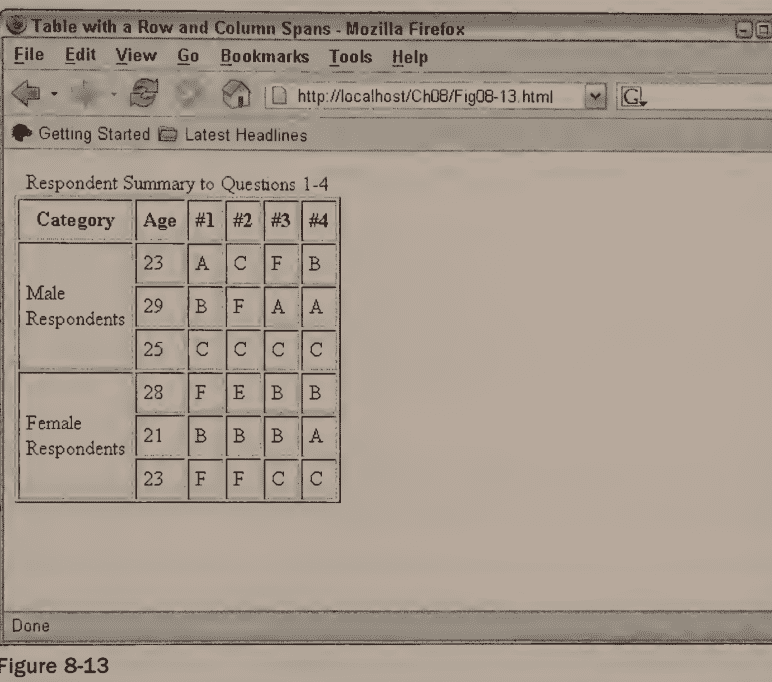 Table with a Row and Column Spans - Mozilla Firefox
File Edit View Go Bookmarks Tools Help
http://localhost/Ch08/Fig08-13.html G
Getting Started Latest Headlines
Respondent Summary to Questions 1-4
Category Age #1 #2 #3 #4
Male Respondents 23 A C F B
29 B F A A
25 C C C C
Female Respondents 28 F E B B
21 B B B A
23 F F C C
Done
Figure 8-13